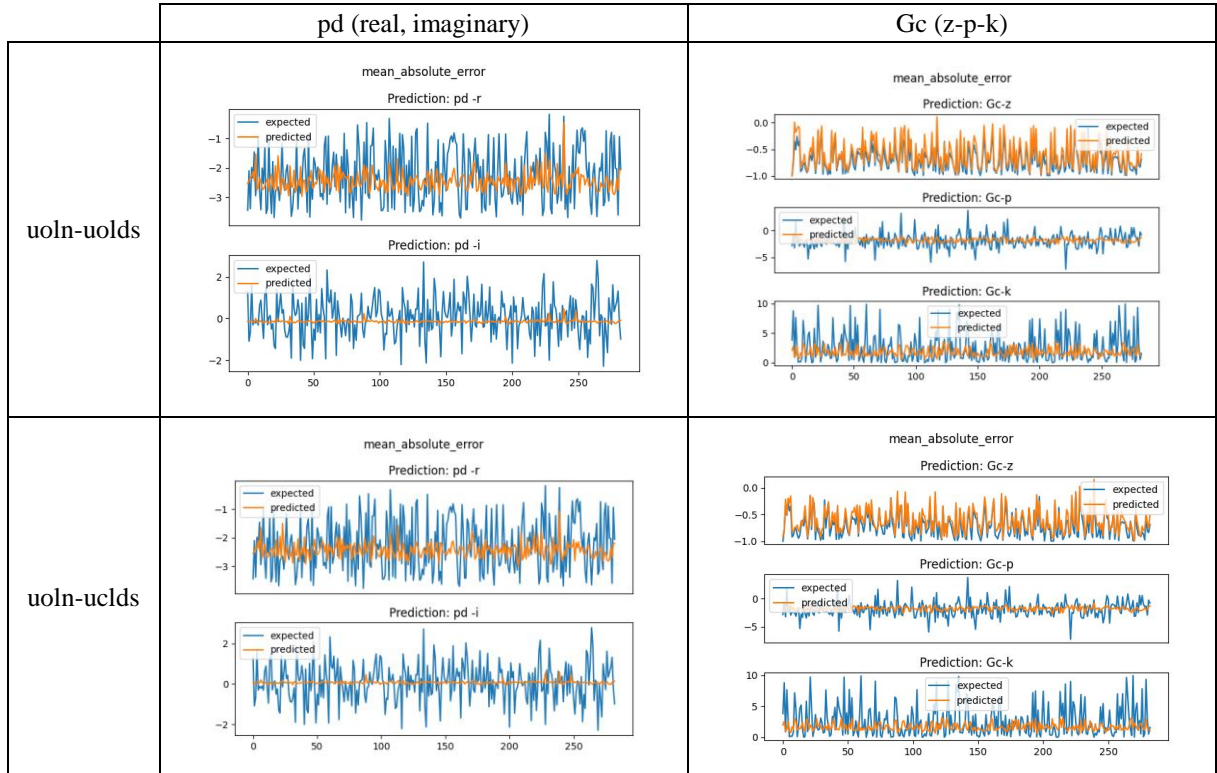 pd (real, imaginary)
Gc (z-p-k)
uoln-uolds
mean_absolute_error
Prediction: pd -r
expected
predicted
−1
−2
−3
Prediction: pd -i
expected
predicted
2
0
−2
0 50 100 150 200 250
mean_absolute_error
Prediction: Gc-z
expected
predicted
0.0
−0.5
−1.0
Prediction: Gc-p
expected
predicted
0
−5
Prediction: Gc-k
expected
predicted
10
5
0
0 50 100 150 200 250
uoln-uclds
mean_absolute_error
Prediction: pd -r
expected
predicted
−1
−2
−3
Prediction: pd -i
expected
predicted
2
0
−2
0 50 100 150 200 250
mean_absolute_error
Prediction: Gc-z
expected
predicted
0.0
−0.5
−1.0
Prediction: Gc-p
expected
predicted
0
−5
Prediction: Gc-k
expected
predicted
10
5
0
0 50 100 150 200 250